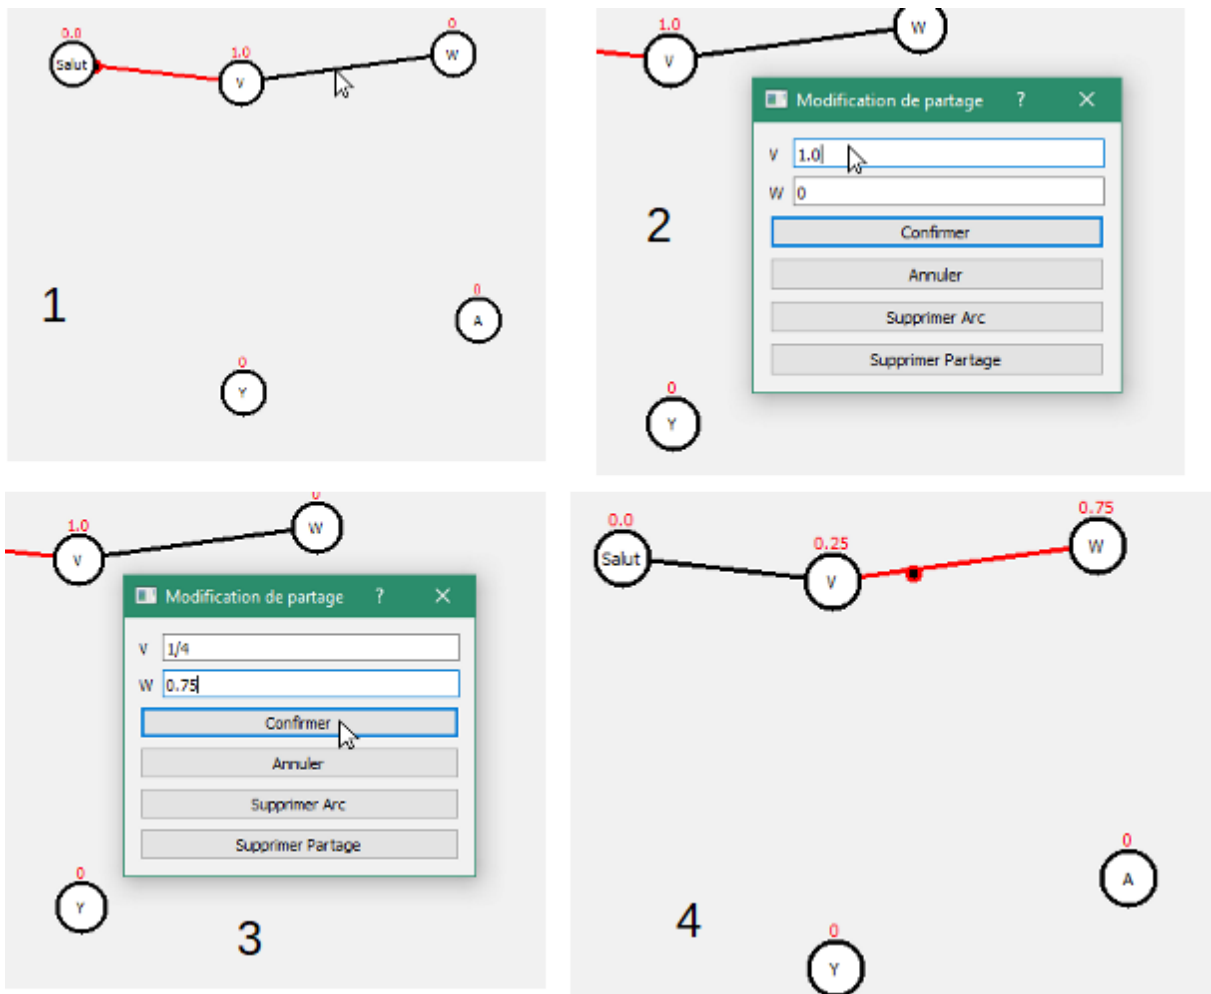 0.0
Salut
1.0
V
0
W
1
0
A
0
Y
1.0
V
W
Modification de partage ? ×
V 1.0
W 0
Confirmer
Annuler
Supprimer Arc
Supprimer Partage
2
0
Y
1.0
V
0
W
Modification de partage ? ×
V 1/4
W 0.75
Confirmer
Annuler
Supprimer Arc
Supprimer Partage
0
Y
3
0.0
Salut
0.25
V
0.75
W
0
A
4
0
Y